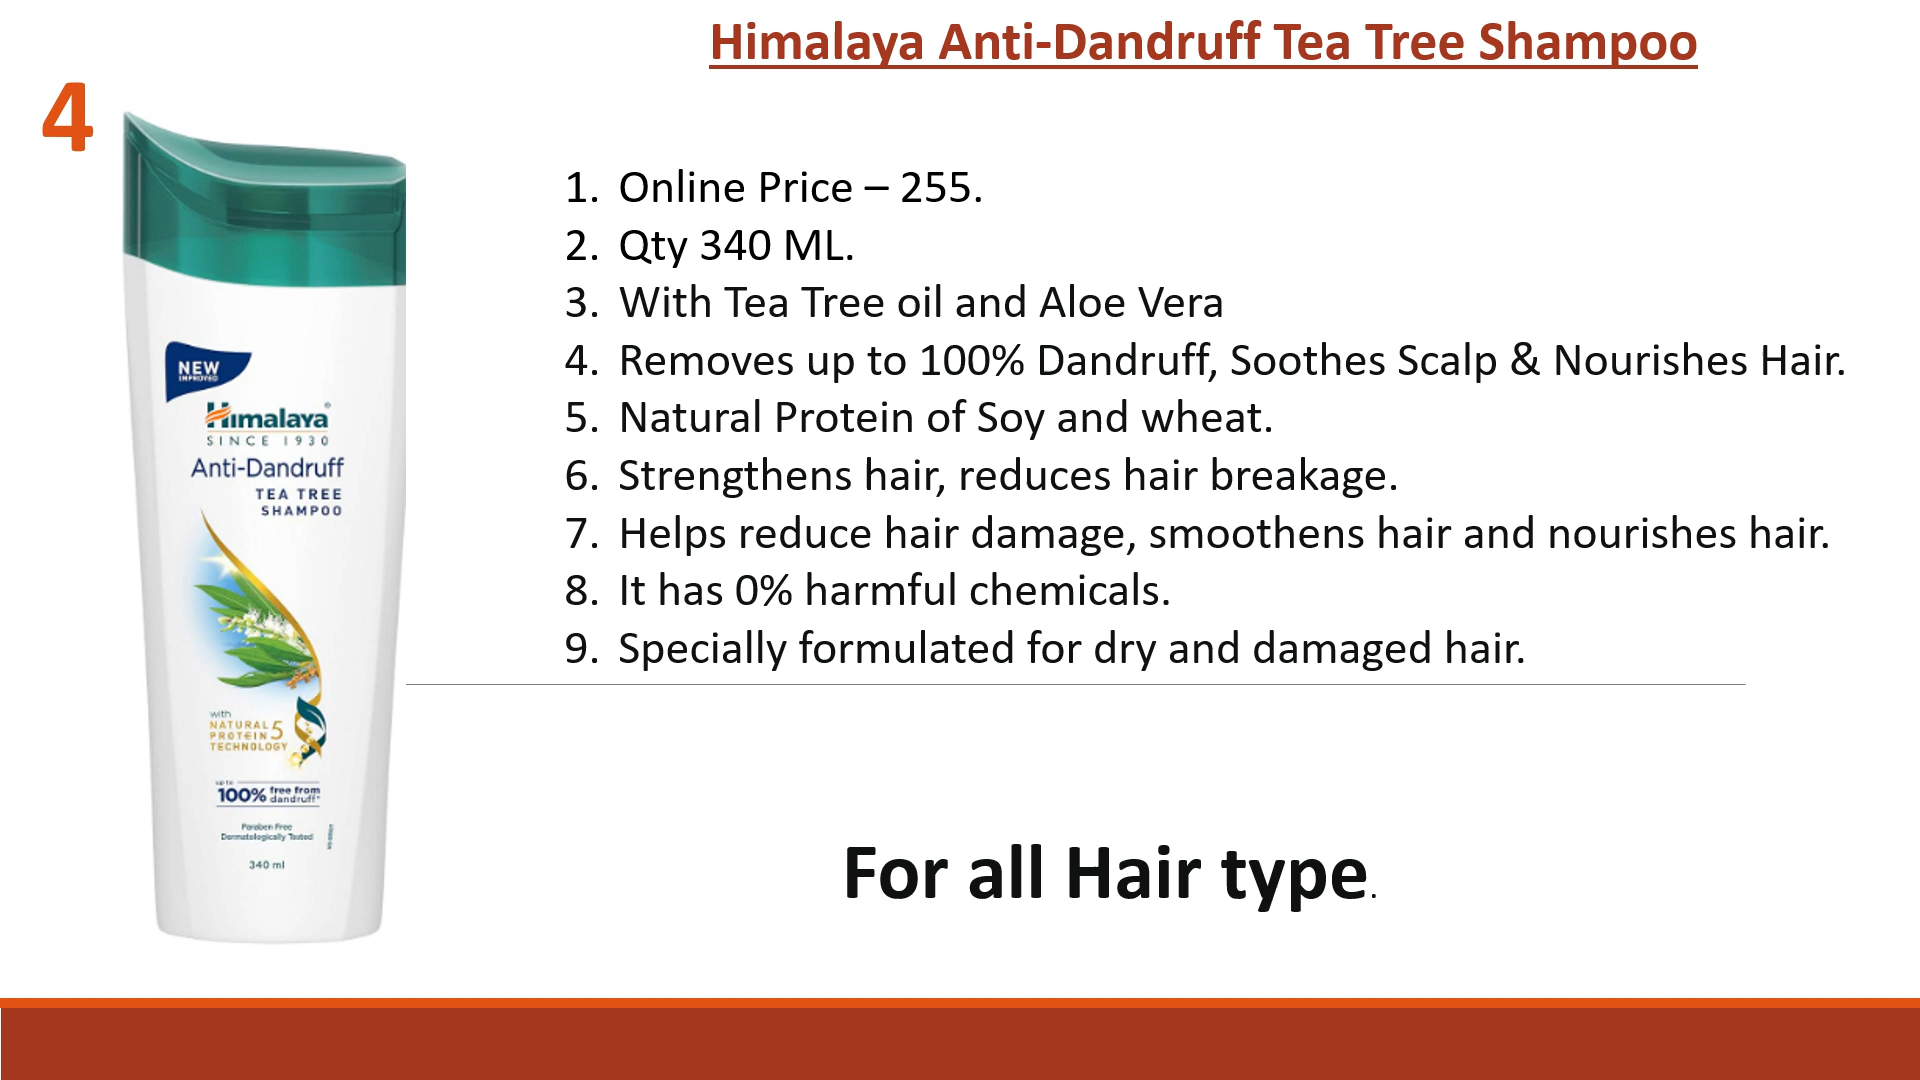 Himalaya Anti-Dandruff Tea Tree Shampoo
4
1. Online Price – 255.
2. Qty 340 ML.
3. With Tea Tree oil and Aloe Vera
4. Removes up to 100% Dandruff, Soothes Scalp & Nourishes Hair.
5. Natural Protein of Soy and wheat.
6. Strengthens hair, reduces hair breakage.
7. Helps reduce hair damage, smoothens hair and nourishes hair.
8. It has 0% harmful chemicals.
9. Specially formulated for dry and damaged hair.
For all Hair type.
NEW
IMPROVED
Himalaya
SINCE 1930
Anti-Dandruff
TEA TREE
SHAMPOO
with
NATURAL 5
PROTEIN
TECHNOLOGY
up to
100% free from
dandruff*
Paraben Free
Dermatologically Tested
340 ml